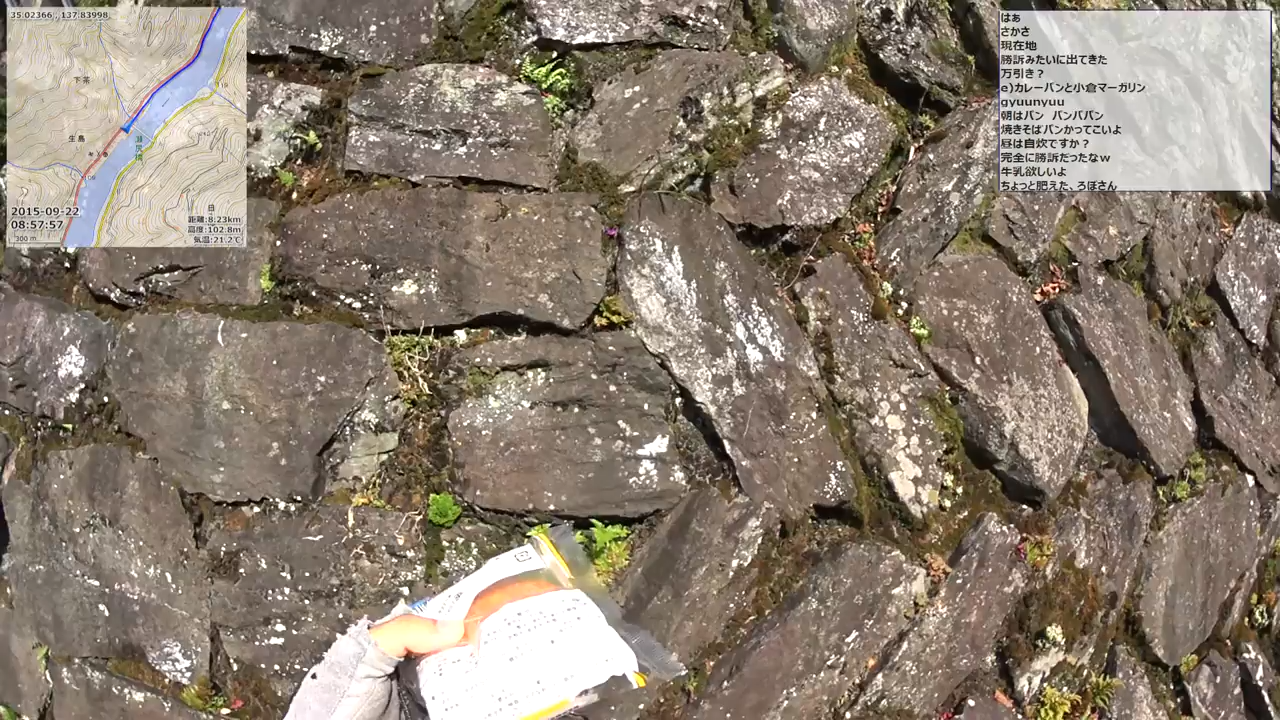 35.02366 , 137.83998
下茶
生島
2015-09-22
08:57:57
300 m
距離:8.23km
高度:102.8m
気温:21.2℃
はぁ
さかさ
現在地
勝訴みたいに出てきた
万引き？
e)カレーパンと小倉マーガリン
gyuunyuu
朝はパン　パンパパン
焼きそばパンかってこいよ
昼は自炊ですか？
完全に勝訴だったなｗ
牛乳欲しいよ
ちょっと肥えた、ろぼさん